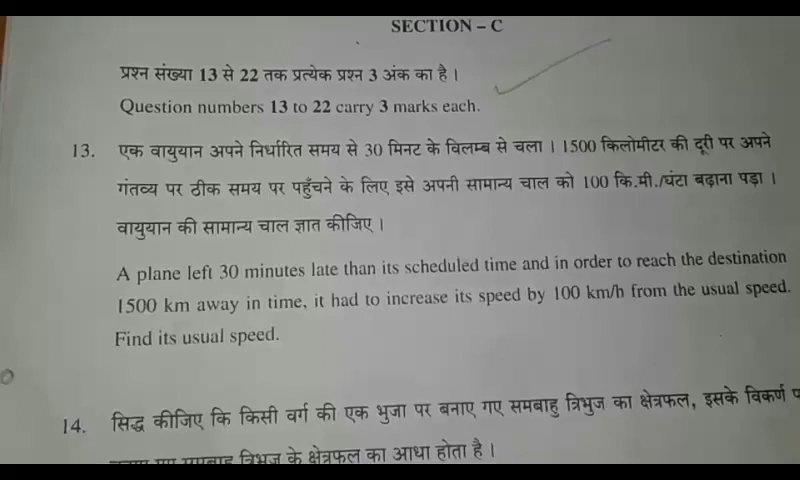 SECTION – C
प्रश्न संख्या 13 से 22 तक प्रत्येक प्रश्न 3 अंक का है ।
Question numbers 13 to 22 carry 3 marks each.
13. एक वायुयान अपने निर्धारित समय से 30 मिनट के विलम्ब से चला । 1500 किलोमीटर की दूरी पर अपने
गंतव्य पर ठीक समय पर पहुँचने के लिए इसे अपनी सामान्य चाल को 100 कि.मी./घंटा बढ़ाना पड़ा ।
वायुयान की सामान्य चाल ज्ञात कीजिए ।
A plane left 30 minutes late than its scheduled time and in order to reach the destination
1500 km away in time, it had to increase its speed by 100 km/h from the usual speed.
Find its usual speed.
14. सिद्ध कीजिए कि किसी वर्ग की एक भुजा पर बनाए गए समबाहु त्रिभुज का क्षेत्रफल, इसके विकर्ण
बनाए गए समबाहु त्रिभुज के क्षेत्रफल का आधा होता है ।